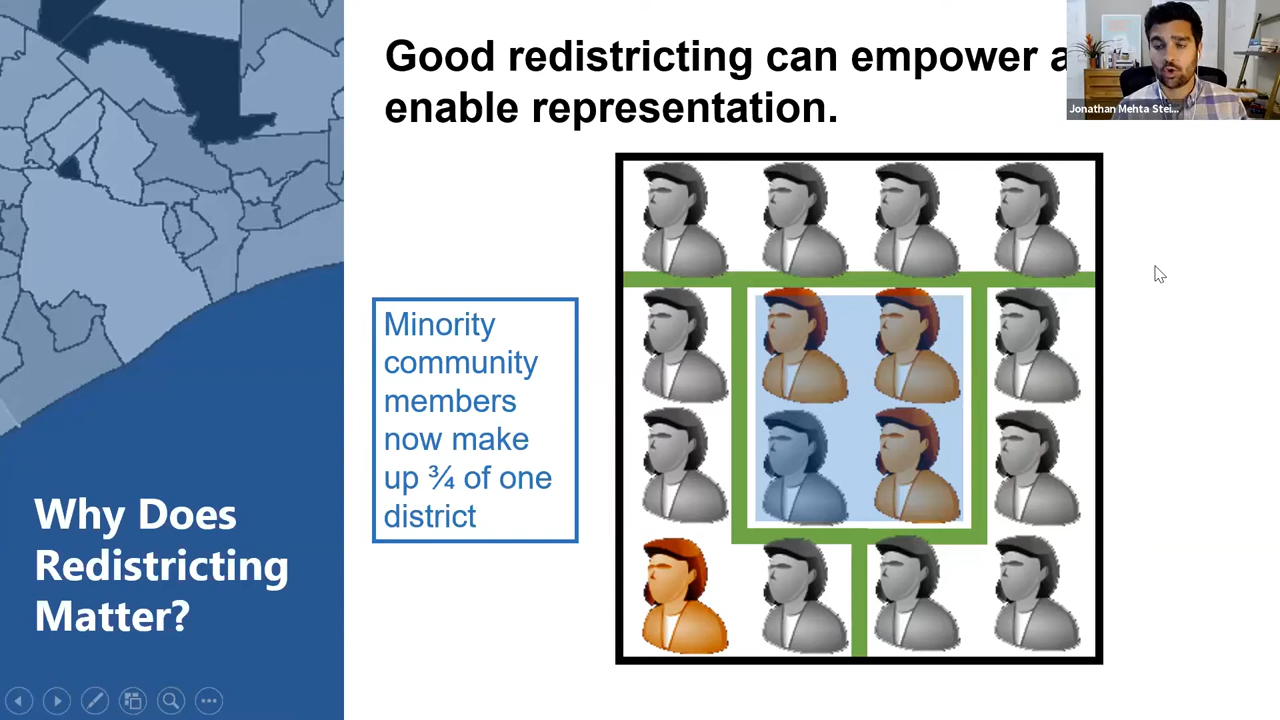 Good redistricting can empower a
enable representation.
Jonathan Mehta Stei...
Minority
community
members
now make
up ¾ of one
district
Why Does
Redistricting
Matter?